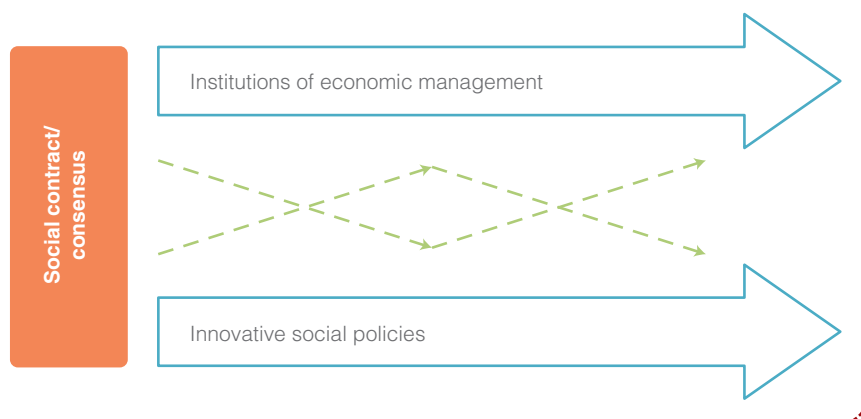 Social contract/
consensus
Institutions of economic management
Innovative social policies